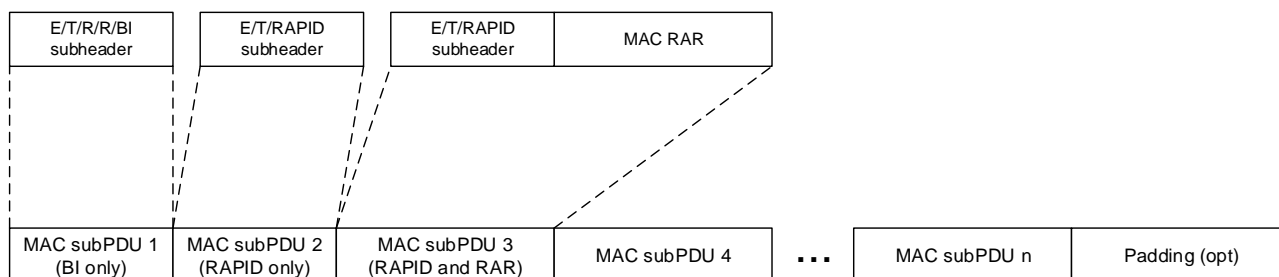 E/T/R/R/BI
subheader
E/T/RAPID
subheader
E/T/RAPID
subheader
MAC RAR
MAC subPDU 1
(BI only)
MAC subPDU 2
(RAPID only)
MAC subPDU 3
(RAPID and RAR)
MAC subPDU 4
...
MAC subPDU n
Padding (opt)